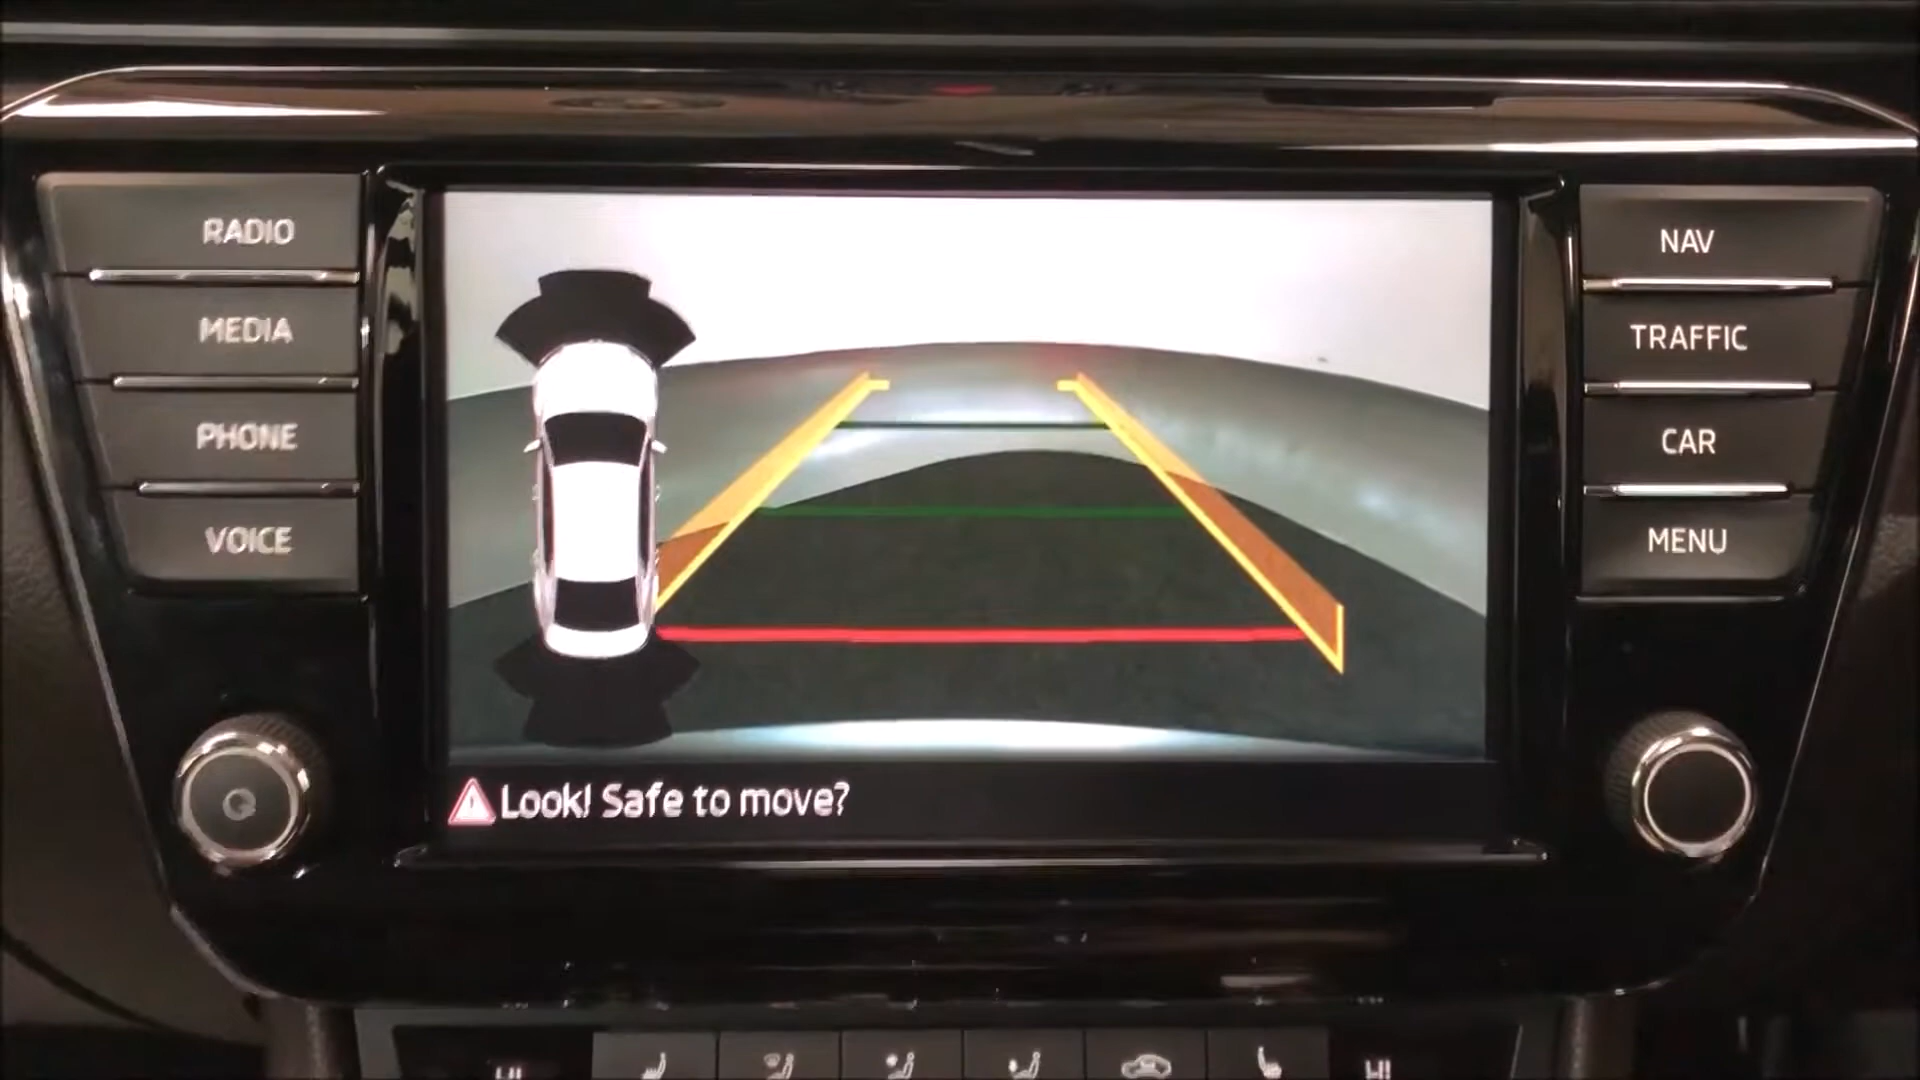 RADIO
MEDIA
PHONE
VOICE
NAV
TRAFFIC
CAR
MENU
Look! Safe to move?